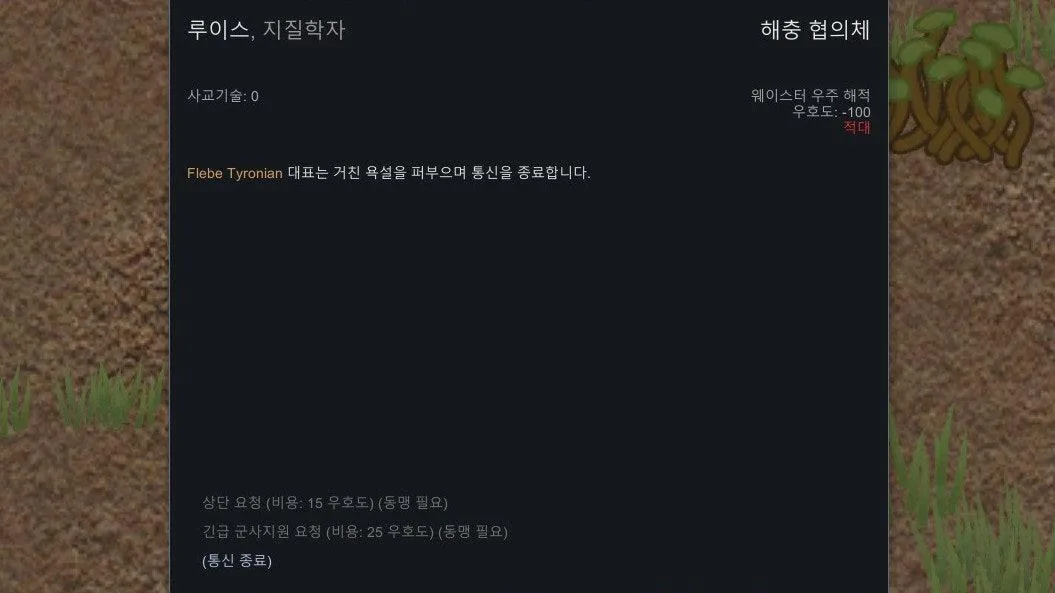 루이스, 지질학자
해충 협의체
사교기술: 0
웨이스터 우주 해적
우호도: -100
적대
Flebe Tyronian 대표는 거친 욕설을 퍼부으며 통신을 종료합니다.
상단 요청 (비용: 15 우호도) (동맹 필요)
긴급 군사지원 요청 (비용: 25 우호도) (동맹 필요)
(통신 종료)